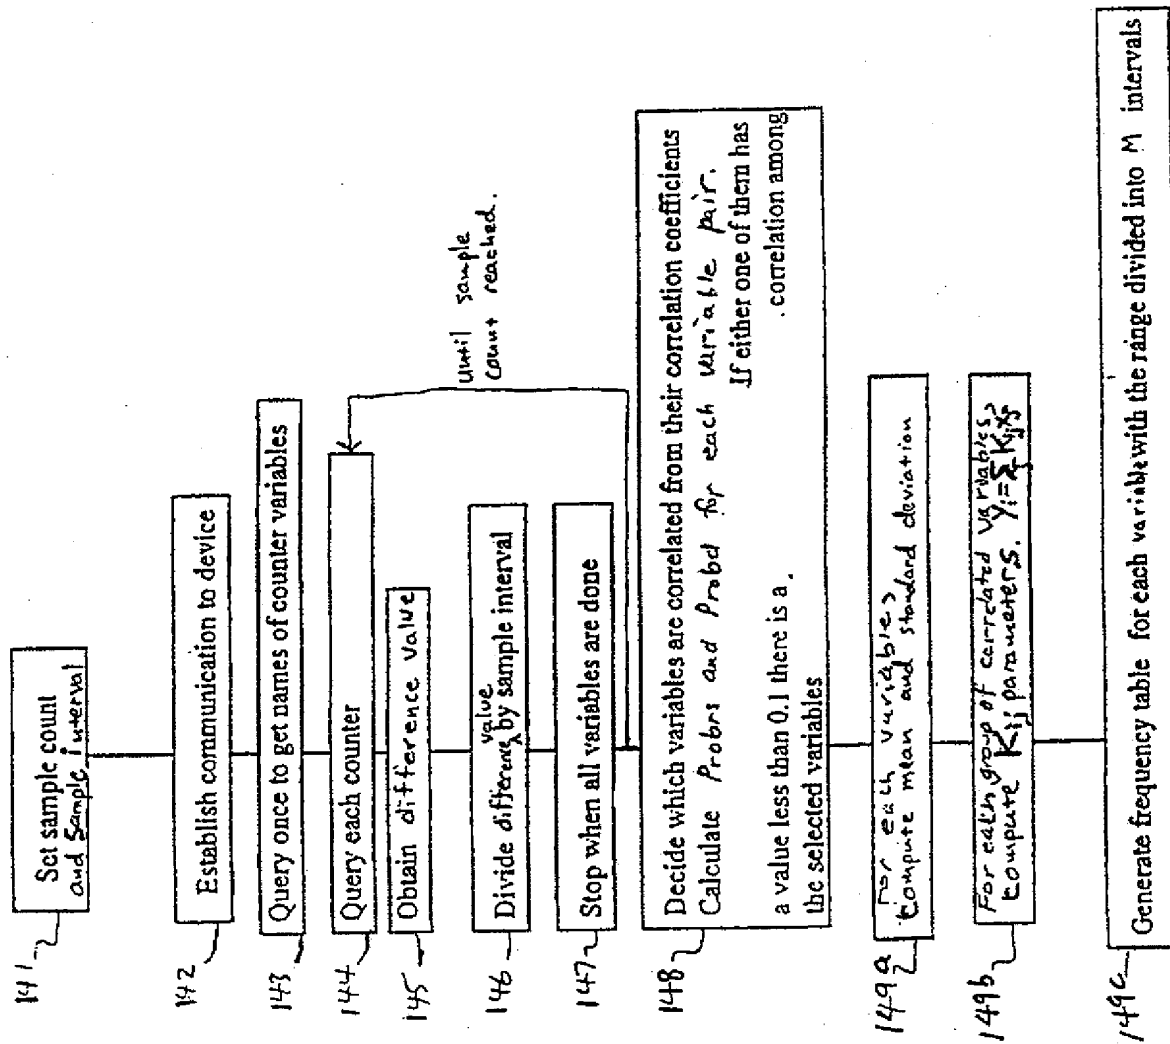 141
Set sample count
and sample interval
142
Establish communication to device
143
Query once to get names of counter variables
144
Query each counter
145
Obtain difference value
146
value
Divide difference ʌ by sample interval
147
Stop when all variables are done
until sample
count reached.
148
Decide which variables are correlated from their correlation coefficients
Calculate Probrs and Probd for each variable pair.
If either one of them has
a value less than 0.1 there is a . correlation among
the selected variables
149a
For each variable,
compute mean and standard deviation
149b
For each group of correlated variables,
compute Kij parameters. Yi=ΣKijXj
149c
Generate frequency table for each variable with the range divided into M intervals